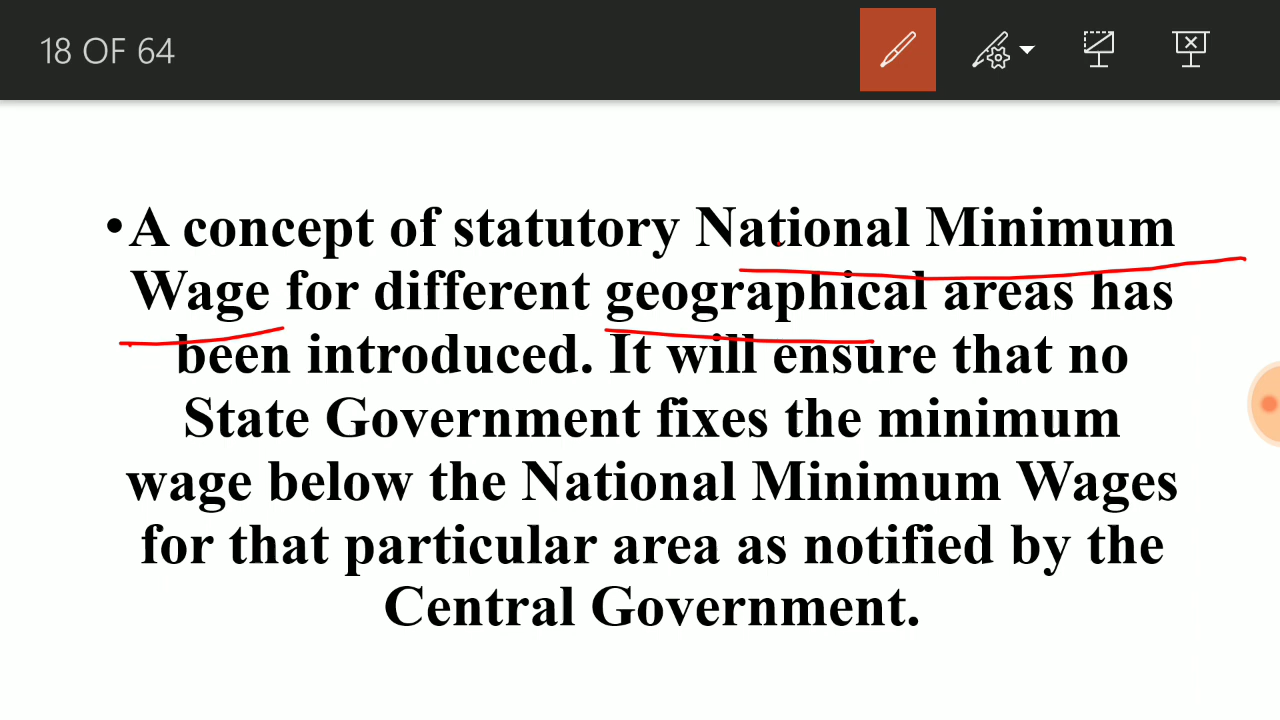 18 OF 64
•A concept of statutory National Minimum
Wage for different geographical areas has
been introduced. It will ensure that no
State Government fixes the minimum
wage below the National Minimum Wages
for that particular area as notified by the
Central Government.